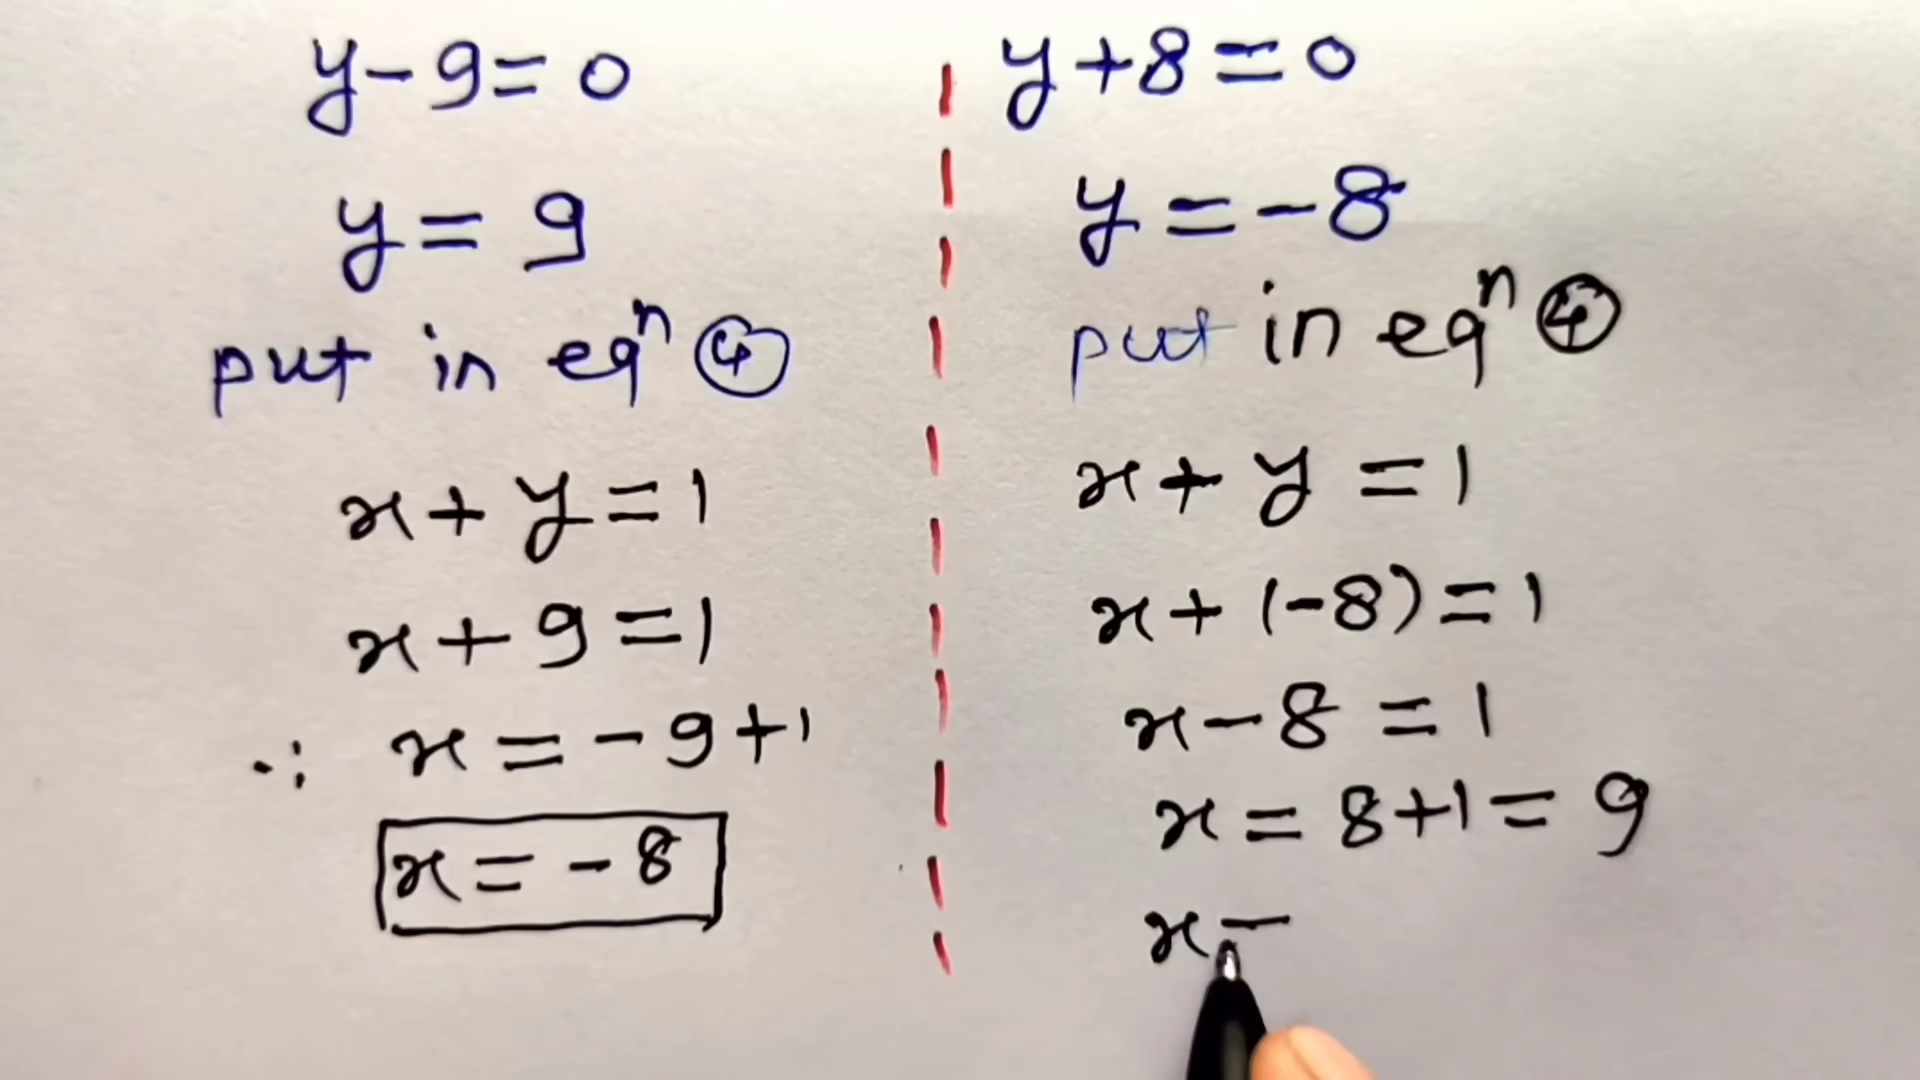 y - 9 = 0
y = 9
put in eqⁿ ④
x + y = 1
x + 9 = 1
∴ x = - 9 + 1
x = - 8
y + 8 = 0
y = - 8
put in eqⁿ ④
x + y = 1
x + (-8) = 1
x - 8 = 1
x = 8 + 1 = 9
x -